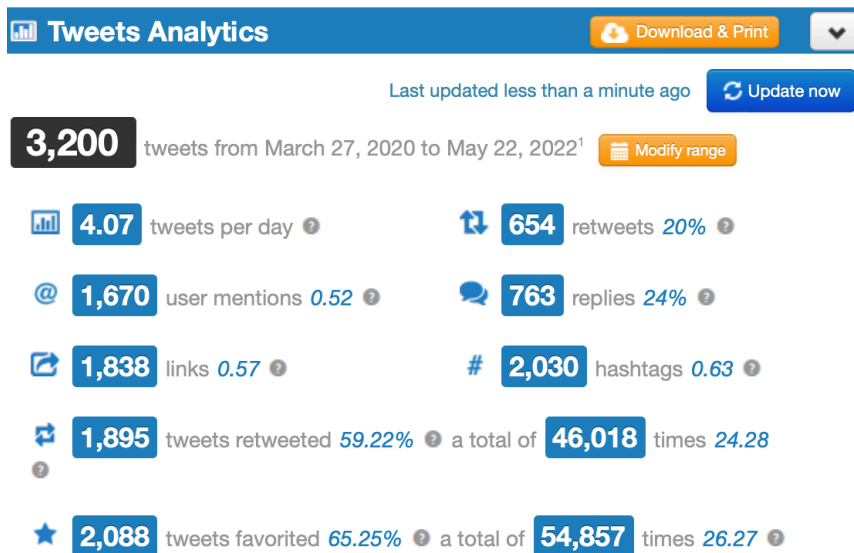 Tweets Analytics Download & Print
Last updated less than a minute ago Update now
3,200 tweets from March 27, 2020 to May 22, 2022¹ Modify range
4.07 tweets per day ? 654 retweets 20% ?
@ 1,670 user mentions 0.52 ? 763 replies 24% ?
1,838 links 0.57 ? # 2,030 hashtags 0.63 ?
1,895 tweets retweeted 59.22% ? a total of 46,018 times 24.28
?
2,088 tweets favorited 65.25% ? a total of 54,857 times 26.27 ?